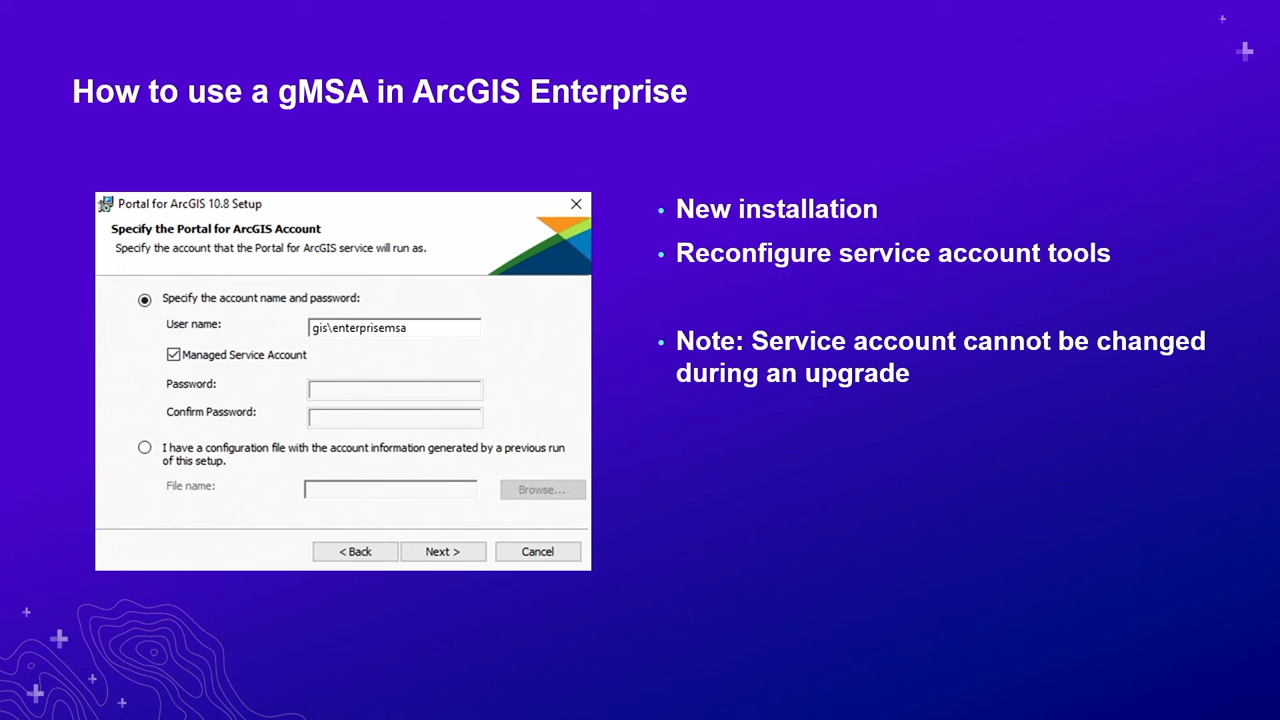 How to use a gMSA in ArcGIS Enterprise
Portal for ArcGIS 10.8 Setup
Specify the Portal for ArcGIS Account
Specify the account that the Portal for ArcGIS service will run as.
Specify the account name and password:
User name:
gis\enterprisemsa
Managed Service Account
Password:
Confirm Password:
I have a configuration file with the account information generated by a previous run
of this setup.
File name:
Browse...
< Back
Next >
Cancel
• New installation
• Reconfigure service account tools
• Note: Service account cannot be changed
during an upgrade